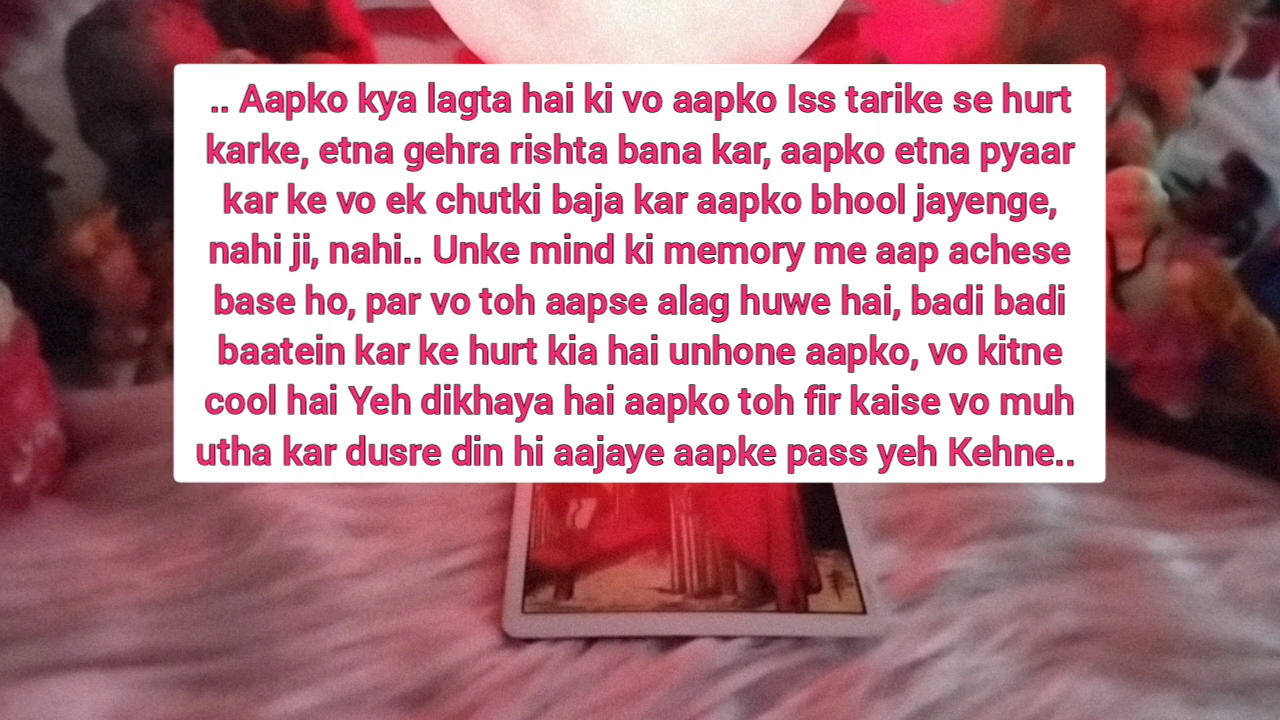 .. Aapko kya lagta hai ki vo aapko Iss tarike se hurt
karke, etna gehra rishta bana kar, aapko etna pyaar
kar ke vo ek chutki baja kar aapko bhool jayenge,
nahi ji, nahi.. Unke mind ki memory me aap achese
base ho, par vo toh aapse alag huwe hai, badi badi
baatein kar ke hurt kia hai unhone aapko, vo kitne
cool hai Yeh dikhaya hai aapko toh fir kaise vo muh
utha kar dusre din hi aajaye aapke pass yeh Kehne..